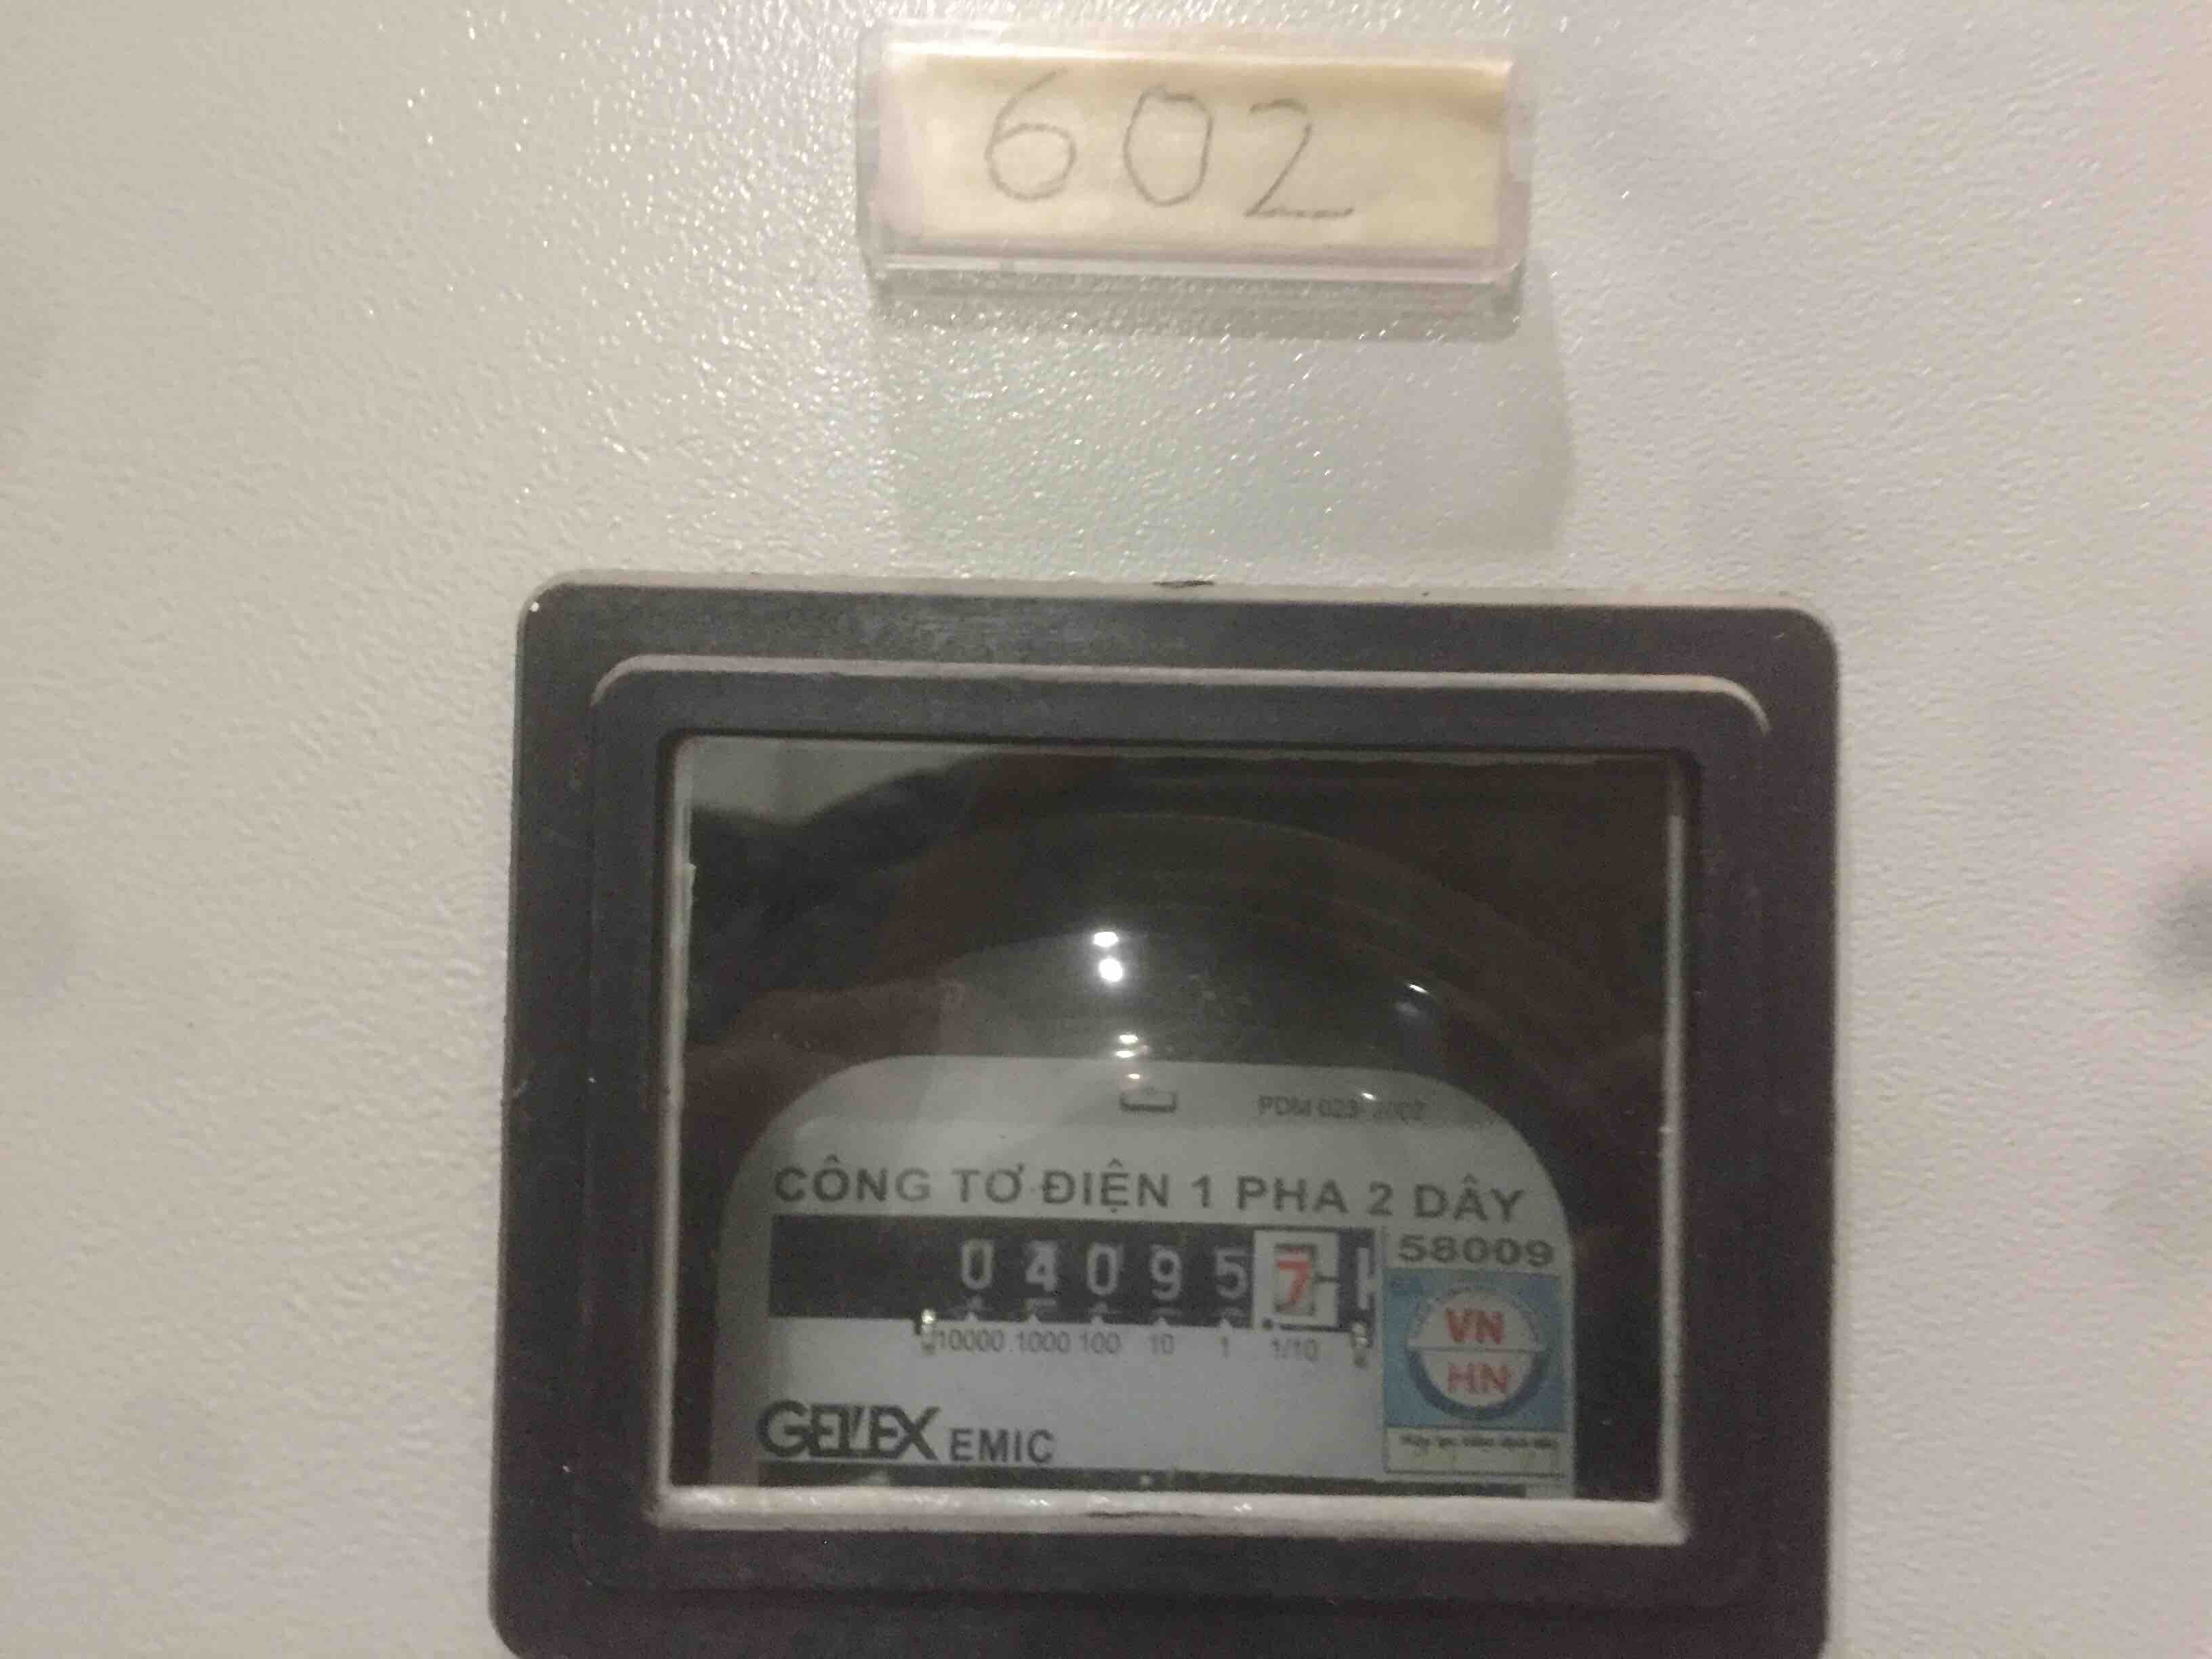 602
CÔNG TƠ ĐIỆN 1 PHA 2 DÂY
04095 7
58009
10000 1000 100 10 1 1/10
VN
HN
GELEX EMIC